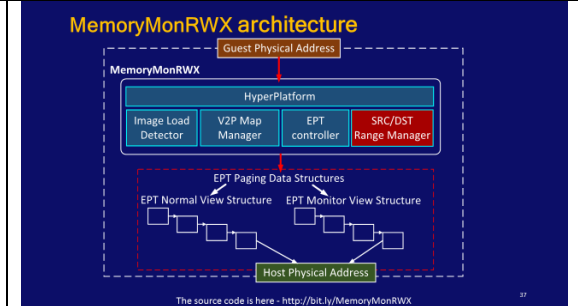 MemoryMonRWX architecture
Guest Physical Address
MemoryMonRWX
HyperPlatform
Image Load
Detector
V2P Map
Manager
EPT
controller
SRC/DST
Range Manager
EPT Paging Data Structures
EPT Normal View Structure
EPT Monitor View Structure
Host Physical Address
The source code is here - http://bit.ly/MemoryMonRWX
37